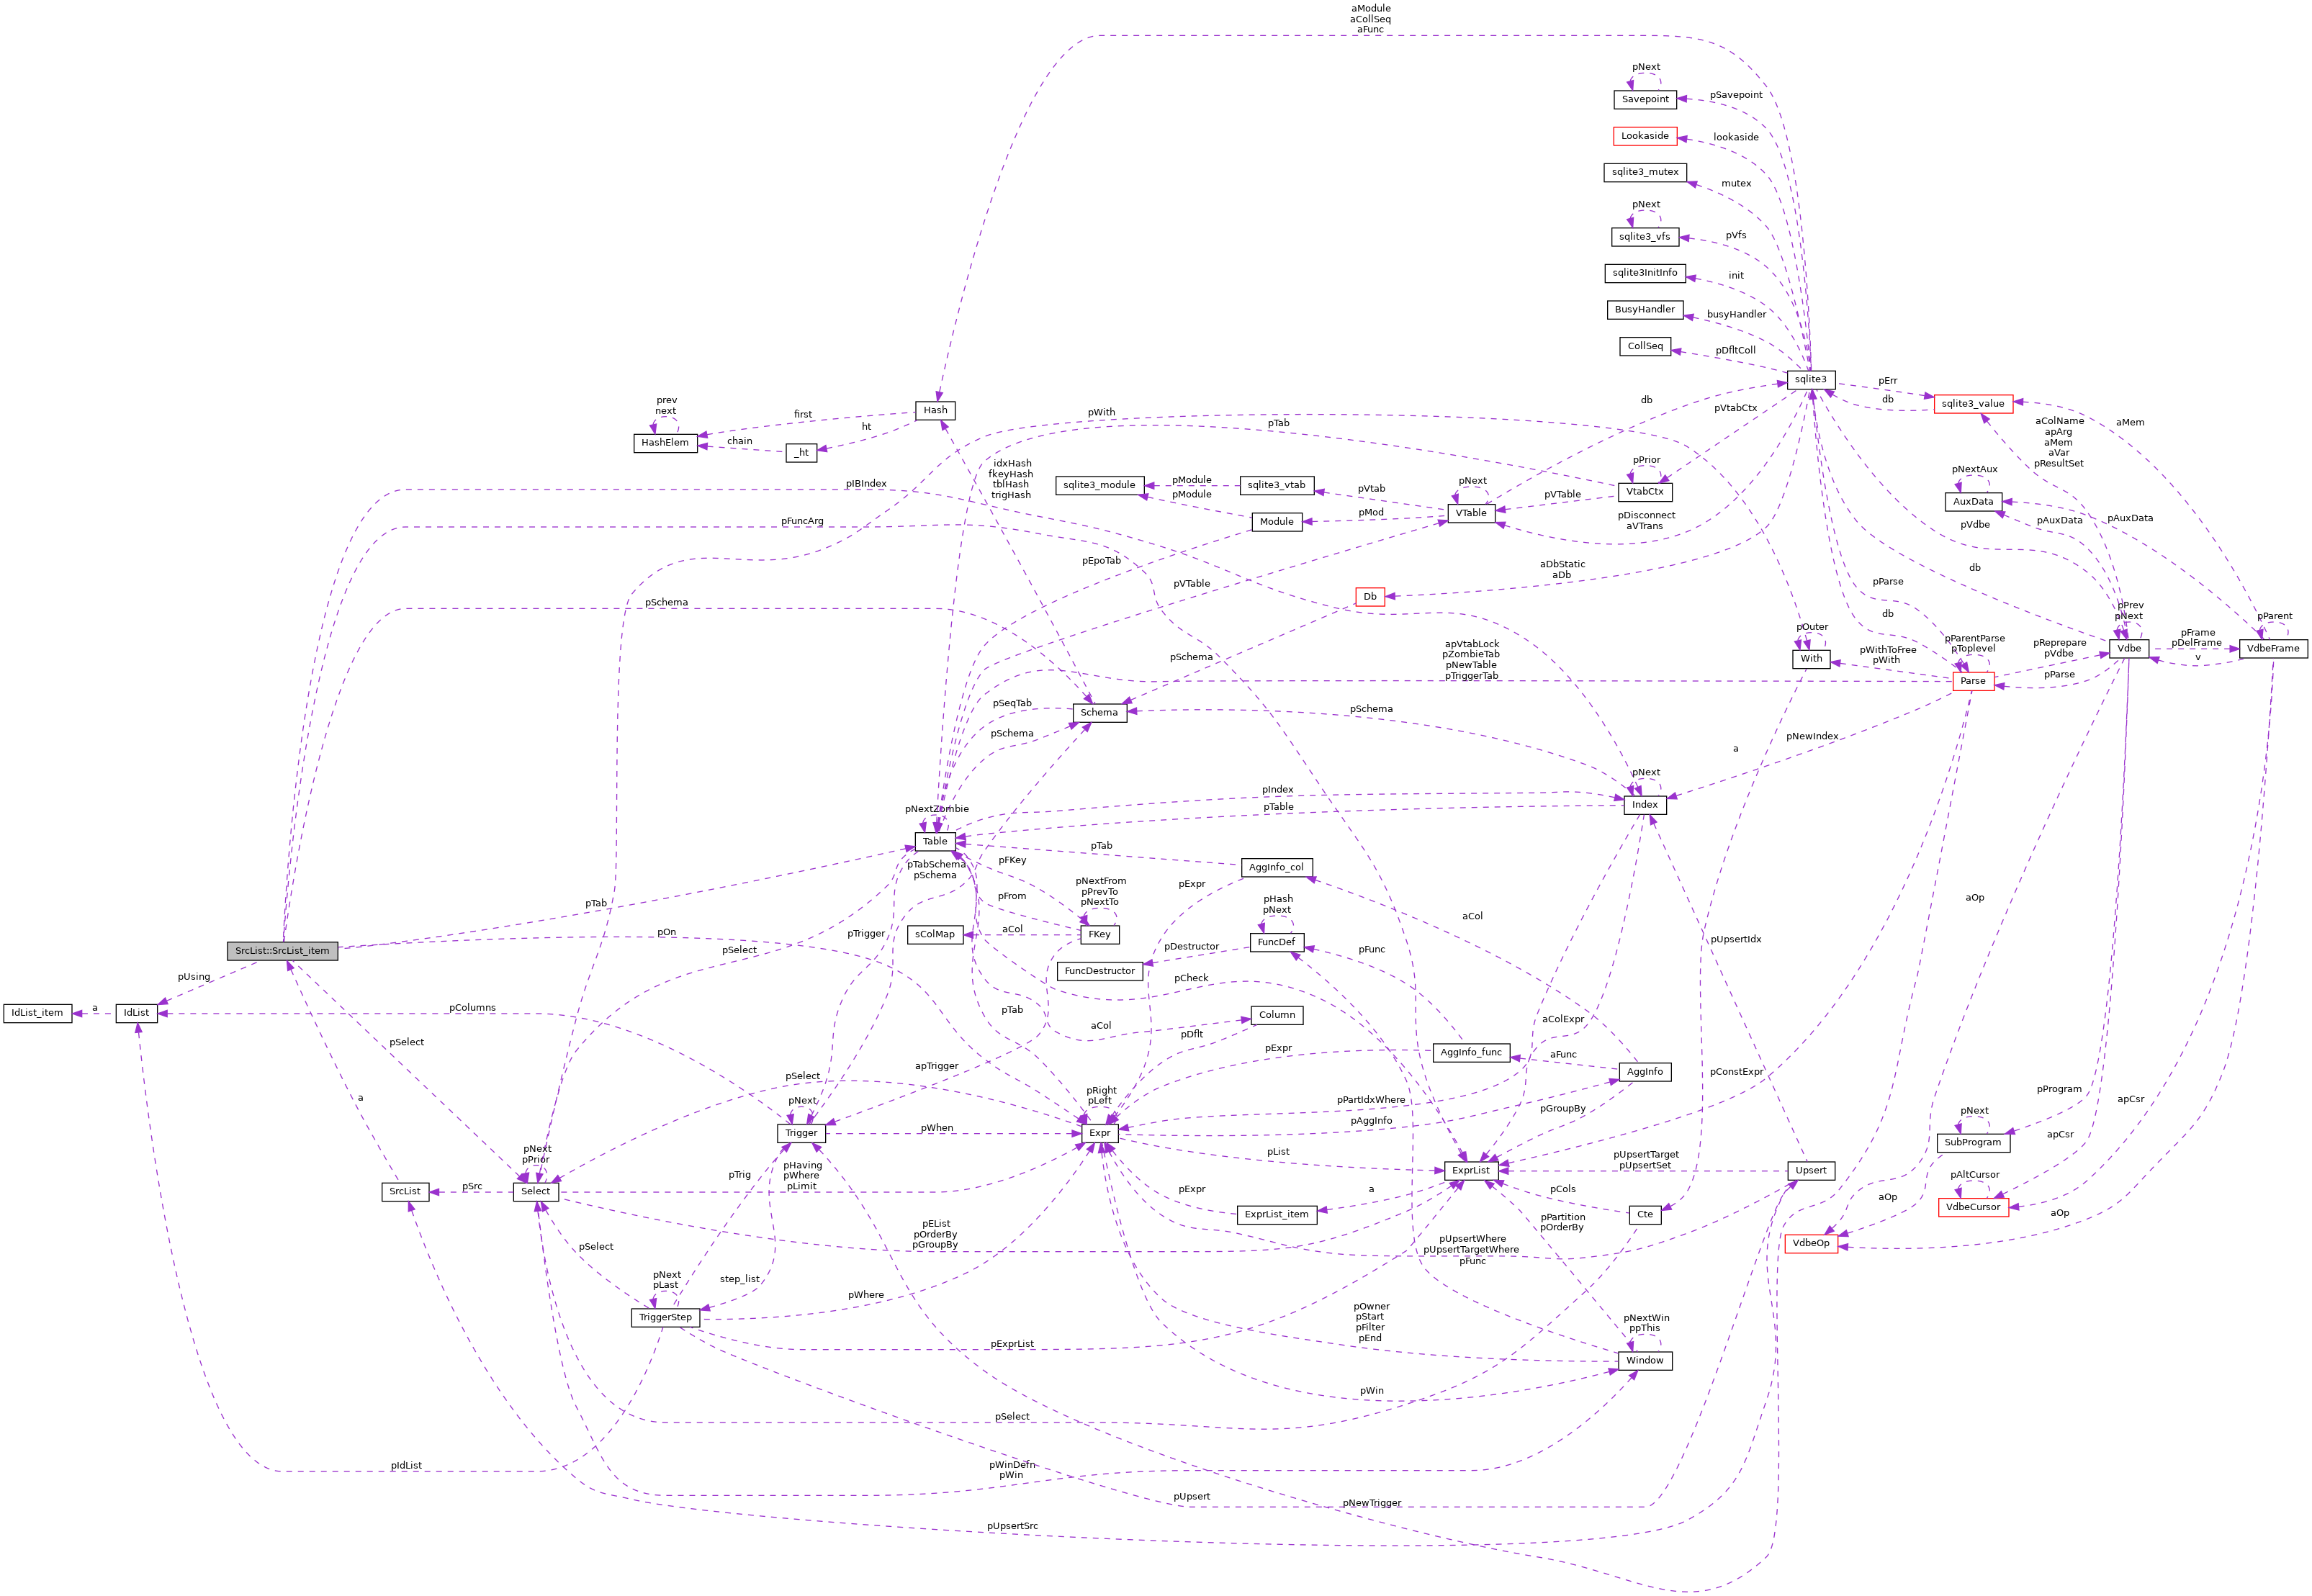 aModule
aCollSeq
aFunc
pNext
Savepoint
pSavepoint
Lookaside
lookaside
sqlite3_mutex
mutex
pNext
sqlite3_vfs
pVfs
sqlite3InitInfo
init
BusyHandler
busyHandler
CollSeq
pDfltColl
sqlite3
pErr
db
sqlite3_value
aMem
prev
next
HashElem
first
Hash
ht
chain
_ht
pWith
pTab
db
pVtabCtx
aColName
apArg
aMem
aVar
pResultSet
idxHash
fkeyHash
tblHash
trigHash
pIBIndex
sqlite3_module
pModule
pModule
sqlite3_vtab
pVtab
pNext
VTable
pVTable
pPrior
VtabCtx
pNextAux
AuxData
pFuncArg
Module
pMod
pDisconnect
aVTrans
pVdbe
pAuxData
pAuxData
pEpoTab
pVTable
aDbStatic
aDb
Db
pParse
db
db
pSchema
pPrev
pNext
Vdbe
pFrame
pDelFrame
v
pParent
VdbeFrame
pOuter
With
pWithToFree
pWith
pParentParse
pToplevel
Parse
pReprepare
pVdbe
pParse
pSchema
apVtabLock
pZombieTab
pNewTable
pTriggerTab
pSeqTab
Schema
pSchema
pSchema
a
pNewIndex
pNext
Index
pIndex
pTable
pNextZombie
Table
pTab
pTabSchema
pSchema
pFKey
pTab
AggInfo_col
pExpr
pNextFrom
pPrevTo
pNextTo
FKey
pFrom
sColMap
aCol
pHash
pNext
FuncDef
pDestructor
FuncDestructor
pFunc
aCol
aOp
pUpsertIdx
SrcList::SrcList_item
pOn
pTrigger
pSelect
pUsing
pCheck
IdList_item
a
IdList
pColumns
pTab
aCol
Column
pDflt
aColExpr
pSelect
pExpr
AggInfo_func
aFunc
AggInfo
apTrigger
pSelect
pConstExpr
a
pRight
pLeft
Expr
pPartIdxWhere
pAggInfo
pGroupBy
pProgram
apCsr
pNext
Trigger
pWhen
pNext
SubProgram
apCsr
pNext
pPrior
Select
pSrc
SrcList
pTrig
pHaving
pWhere
pLimit
pList
ExprList
pUpsertTarget
pUpsertSet
Upsert
pExpr
a
ExprList_item
pCols
Cte
pAltCursor
VdbeCursor
aOp
aOp
VdbeOp
pEList
pOrderBy
pGroupBy
pPartition
pOrderBy
pSelect
pUpsertWhere
pUpsertTargetWhere
pFunc
step_list
pNext
pLast
TriggerStep
pWhere
pOwner
pStart
pFilter
pEnd
pNextWin
ppThis
Window
pExprList
pWin
pSelect
pIdList
pWinDefn
pWin
pUpsert
pNewTrigger
pUpsertSrc